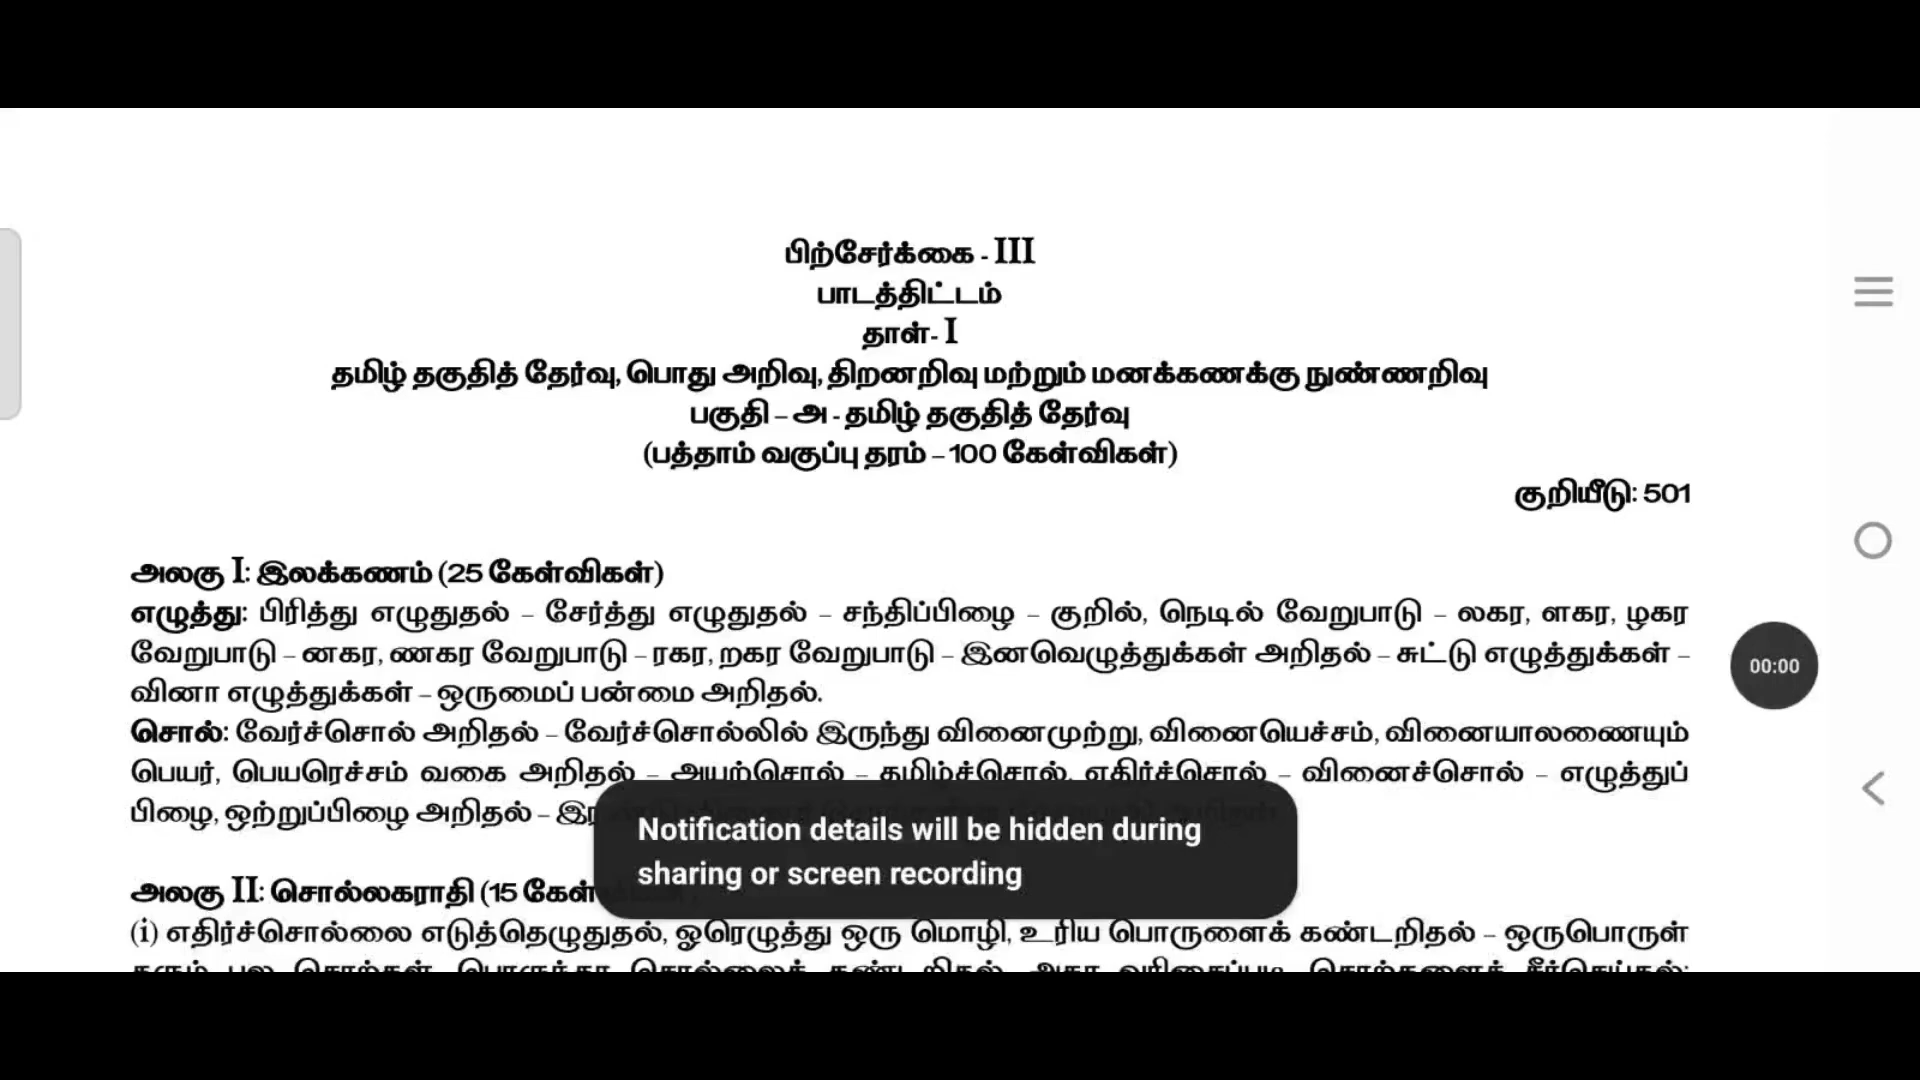 பிற்சேர்க்கை - III
பாடத்திட்டம்
தாள்- I
தமிழ் தகுதித் தேர்வு, பொது அறிவு, திறனறிவு மற்றும் மனக்கணக்கு நுண்ணறிவு
பகுதி – அ - தமிழ் தகுதித் தேர்வு
(பத்தாம் வகுப்பு தரம் – 100 கேள்விகள்)
குறியீடு: 501
அலகு I: இலக்கணம் (25 கேள்விகள்)
எழுத்து: பிரித்து எழுதுதல் – சேர்த்து எழுதுதல் – சந்திப்பிழை – குறில், நெடில் வேறுபாடு – லகர, ளகர, ழகர
வேறுபாடு – னகர, ணகர வேறுபாடு – ரகர, றகர வேறுபாடு – இனவெழுத்துக்கள் அறிதல் – சுட்டு எழுத்துக்கள் –
வினா எழுத்துக்கள் – ஒருமைப் பன்மை அறிதல்.
சொல்: வேர்ச்சொல் அறிதல் – வேர்ச்சொல்லில் இருந்து வினைமுற்று, வினையெச்சம், வினையாலணையும்
பெயர், பெயரெச்சம் வகை அறிதல் – அயற்சொல் – தமிழ்ச்சொல், எதிர்ச்சொல் – வினைச்சொல் – எழுத்துப்
பிழை, ஒற்றுப்பிழை அறிதல் –
Notification details will be hidden during
sharing or screen recording
அலகு II: சொல்லகராதி (15
(i) எதிர்ச்சொல்லை எடுத்தெழுதுதல், ஓரெழுத்து ஒரு மொழி, உரிய பொருளைக் கண்டறிதல் – ஒருபொருள்
00:00